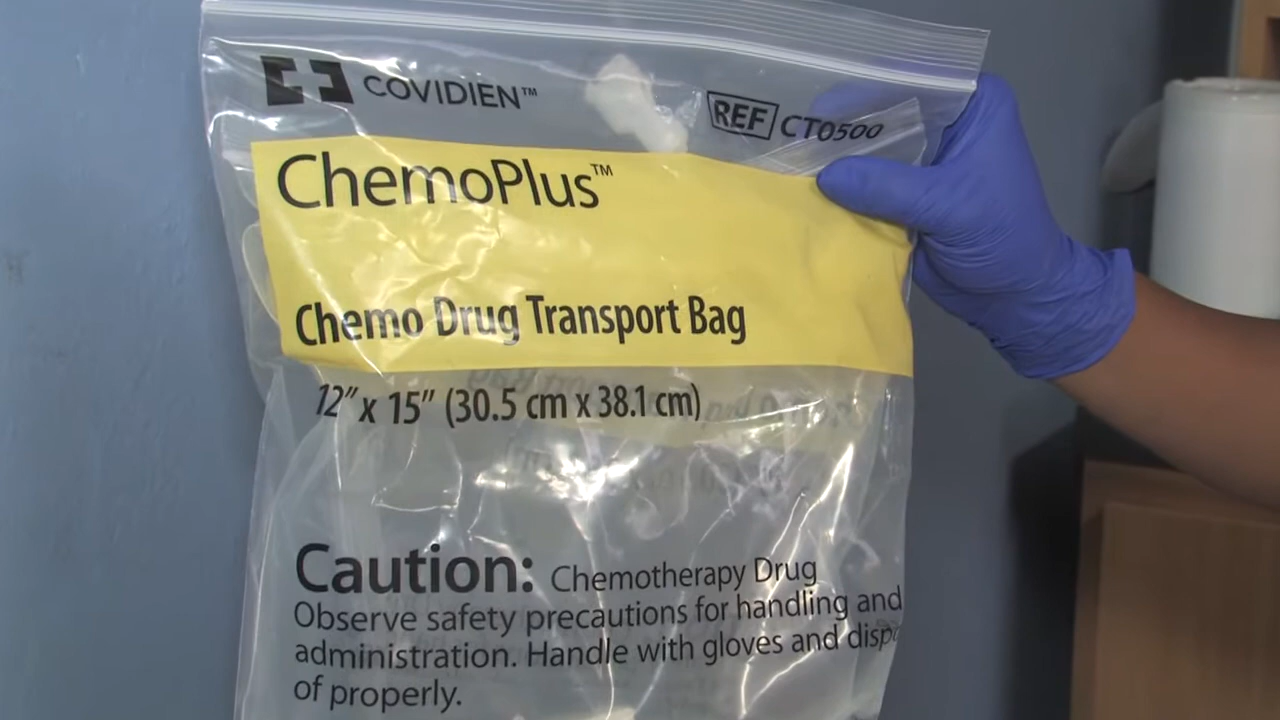 COVIDIEN™
REF CT0500
ChemoPlus™
Chemo Drug Transport Bag
12" x 15" (30.5 cm x 38.1 cm)
Caution: Chemotherapy Drug
Observe safety precautions for handling and
administration. Handle with gloves and
of properly.